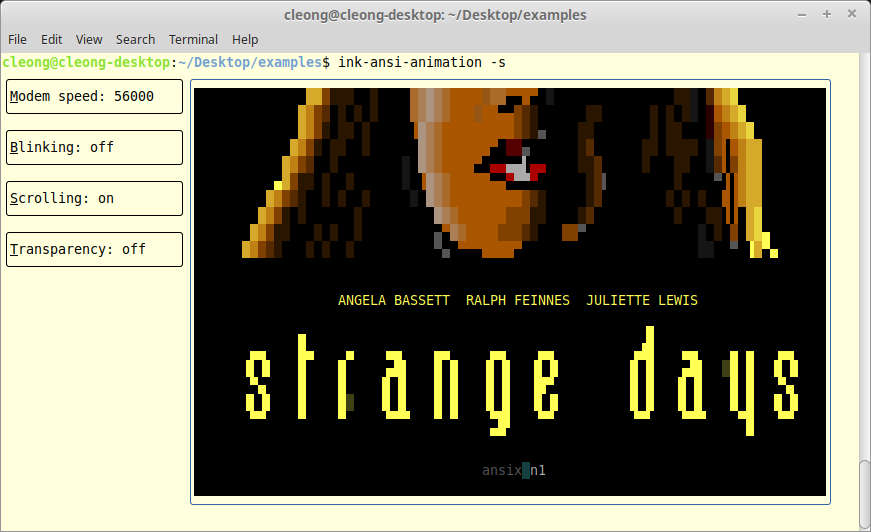 cleong@cleong-desktop: ~/Desktop/examples
File Edit View Search Terminal Help
cleong@cleong-desktop:~/Desktop/examples$ ink-ansi-animation -s
Modem speed: 56000
Blinking: off
Scrolling: on
Transparency: off
ANGELA BASSETT RALPH FEINNES JULIETTE LEWIS
strange days
ansix n1